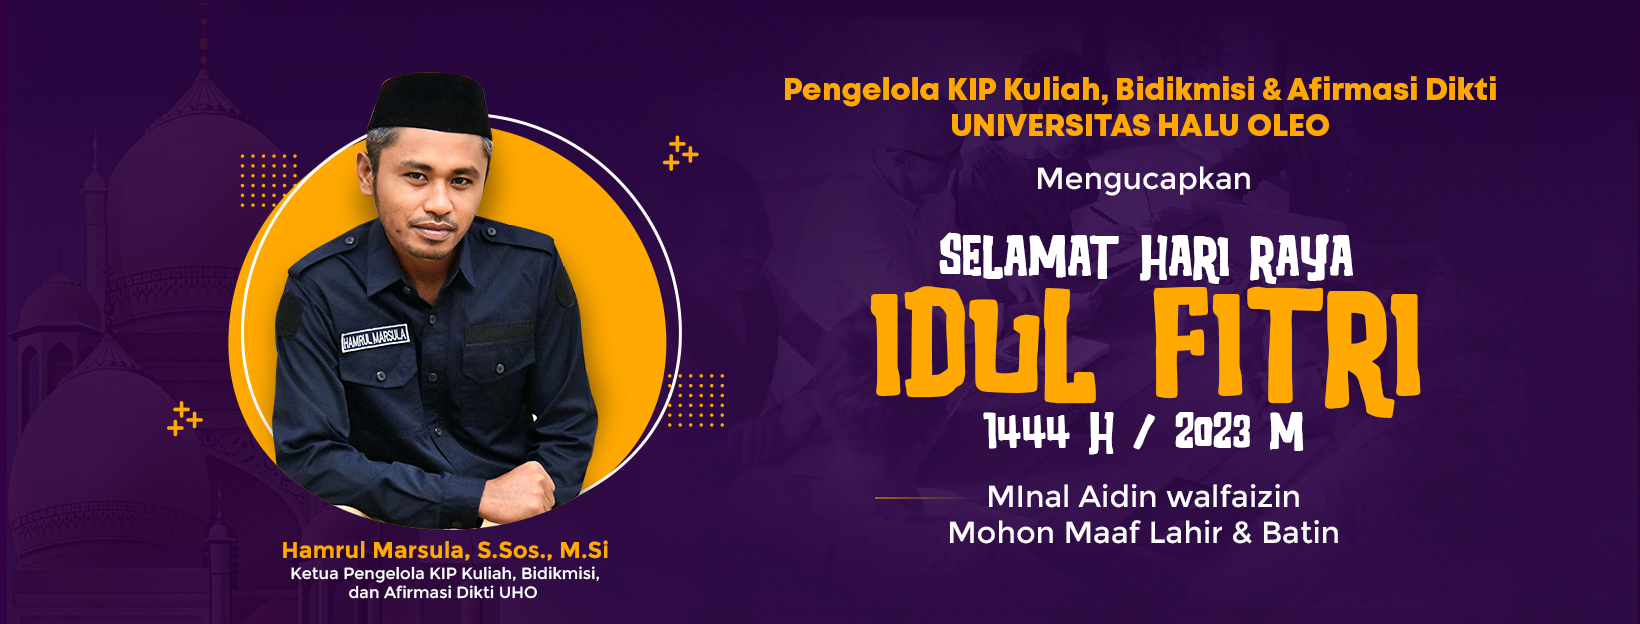 Pengelola KIP Kuliah, Bidikmisi & Afirmasi Dikti
UNIVERSITAS HALU OLEO
Mengucapkan
SELAMAT HARI RAYA
IDUL FITRI
1444 H / 2023 M
MInal Aidin walfaizin
Mohon Maaf Lahir & Batin
HAMRUL MARSULA
Hamrul Marsula, S.Sos., M.Si
Ketua Pengelola KIP Kuliah, Bidikmisi,
dan Afirmasi Dikti UHO